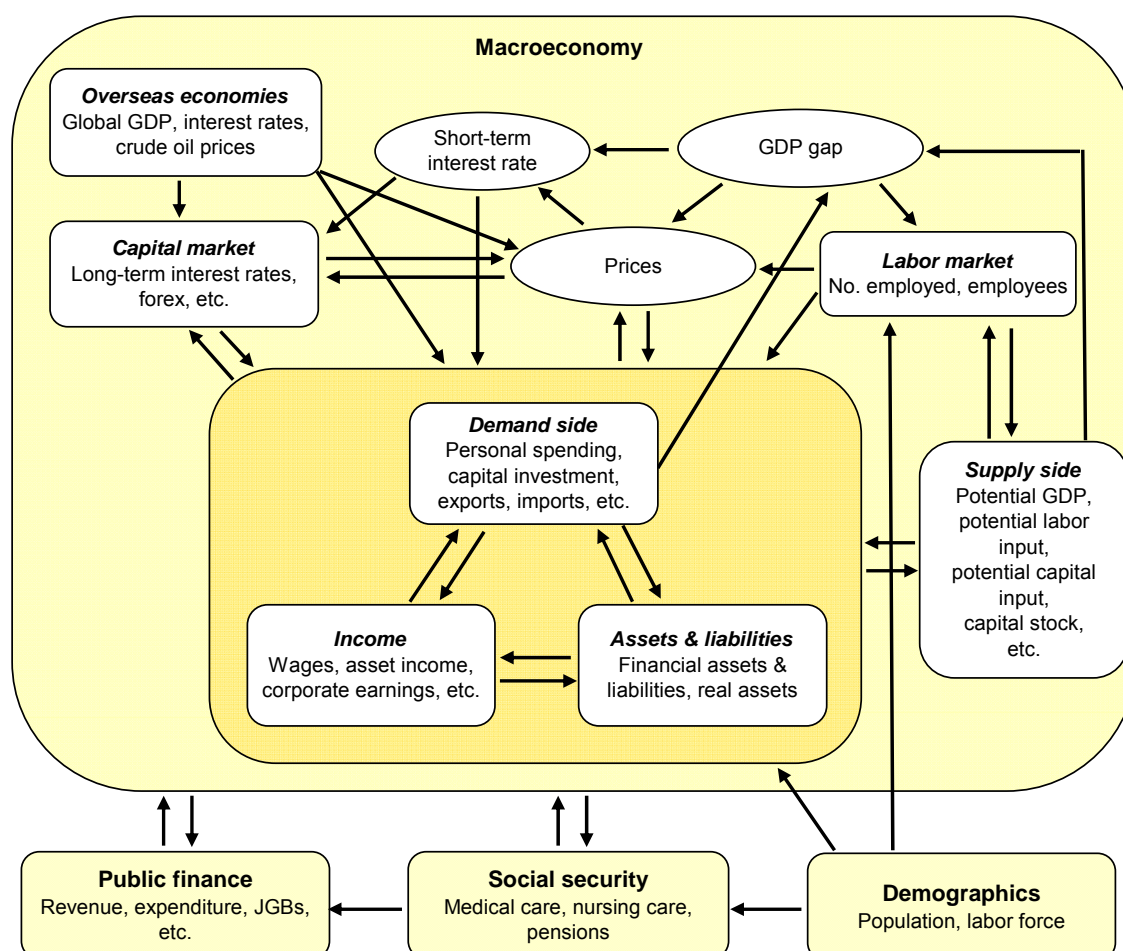 Macroeconomy
Overseas economies
Global GDP, interest rates,
crude oil prices
Short-term
interest rate
GDP gap
Capital market
Long-term interest rates,
forex, etc.
Prices
Labor market
No. employed, employees
Demand side
Personal spending,
capital investment,
exports, imports, etc.
Supply side
Potential GDP,
potential labor
input,
potential capital
input,
capital stock,
etc.
Income
Wages, asset income,
corporate earnings, etc.
Assets & liabilities
Financial assets &
liabilities, real assets
Public finance
Revenue, expenditure, JGBs,
etc.
Social security
Medical care, nursing care,
pensions
Demographics
Population, labor force